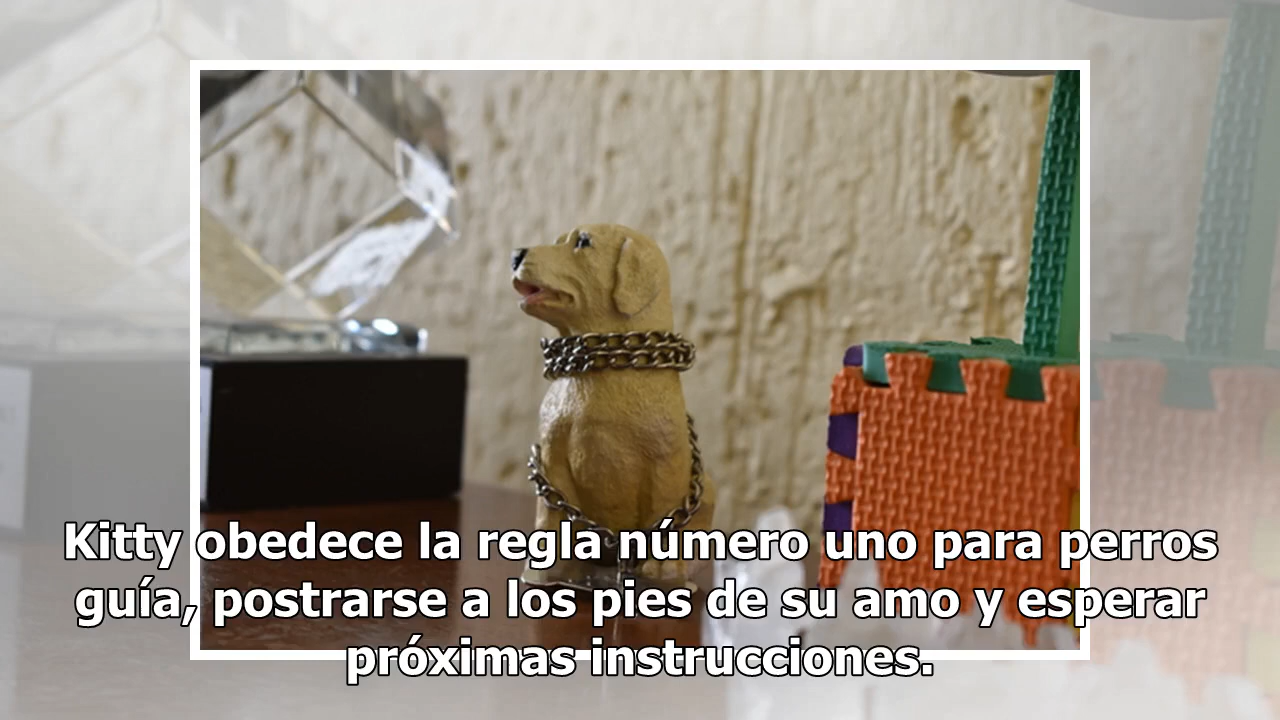 Kitty obedece la regla número uno para perros
guía, postrarse a los pies de su amo y esperar
próximas instrucciones.